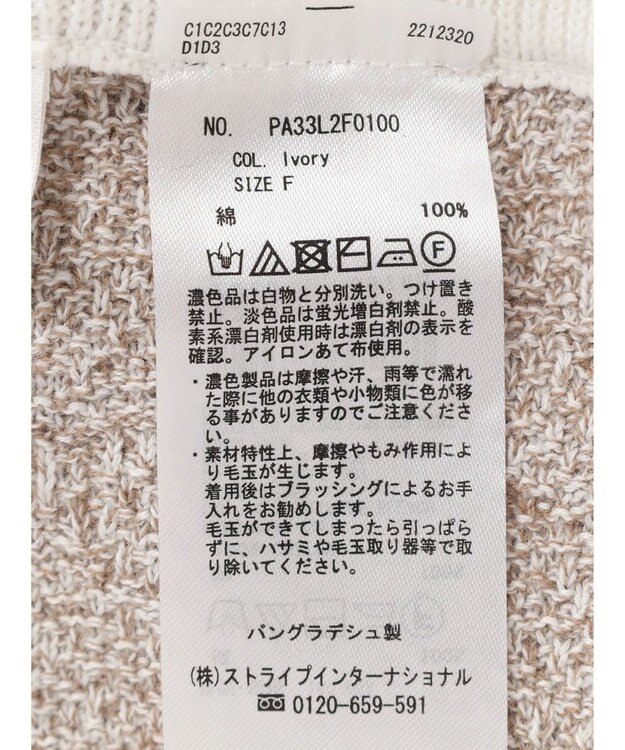 C1C2C3C7C13 2212320
D1D3
NO. PA33L2F0100
COL. Ivory
SIZE F
綿 100%
F
濃色品は白物と分別洗い。つけ置き
禁止。淡色品は蛍光増白剤禁止。酸
素系漂白剤使用時は漂白剤の表示を
確認。アイロンあて布使用。
・濃色製品は摩擦や汗、雨等で濡れ
た際に他の衣類や小物類に色が移
る事がありますのでご注意くださ
い。
・素材特性上、摩擦やもみ作用によ
り毛玉が生じます。
着用後はブラッシングによるお手
入れをお勧めします。
毛玉ができてしまったら引っぱら
ずに、ハサミや毛玉取り器等で取
り除いてください。
バングラデシュ製
(株)ストライプインターナショナル
0120-659-591